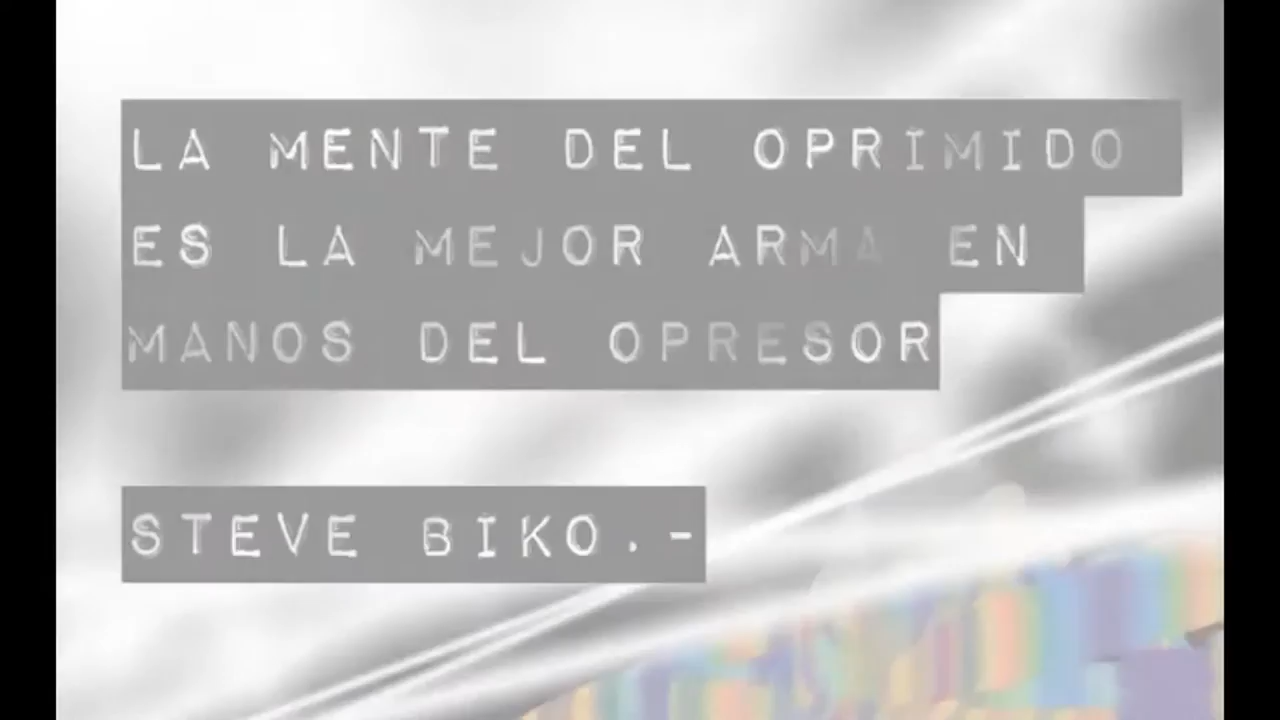 LA MENTE DEL OPRIMIDO
ES LA MEJOR ARMA EN
MANOS DEL OPRESOR
STEVE BIKO.-